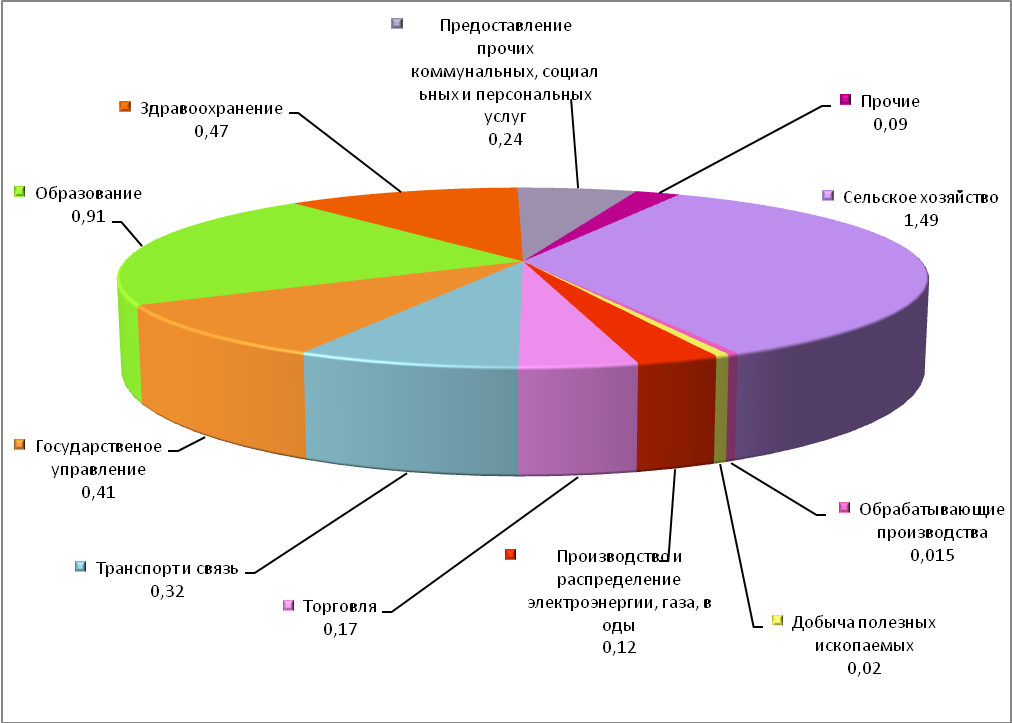 Предоставление
прочих
коммунальных, социал
ьных и персональных
услуг
0,24
Прочие
0,09
Здравоохранение
0,47
Образование
0,91
Сельское хозяйство
1,49
Государственое
управление
0,41
Обрабатывающие
производства
0,015
Транспорт и связь
0,32
Торговля
0,17
Производство и
распределение
электроэнергии, газа, в
оды
0,12
Добыча полезных
ископаемых
0,02